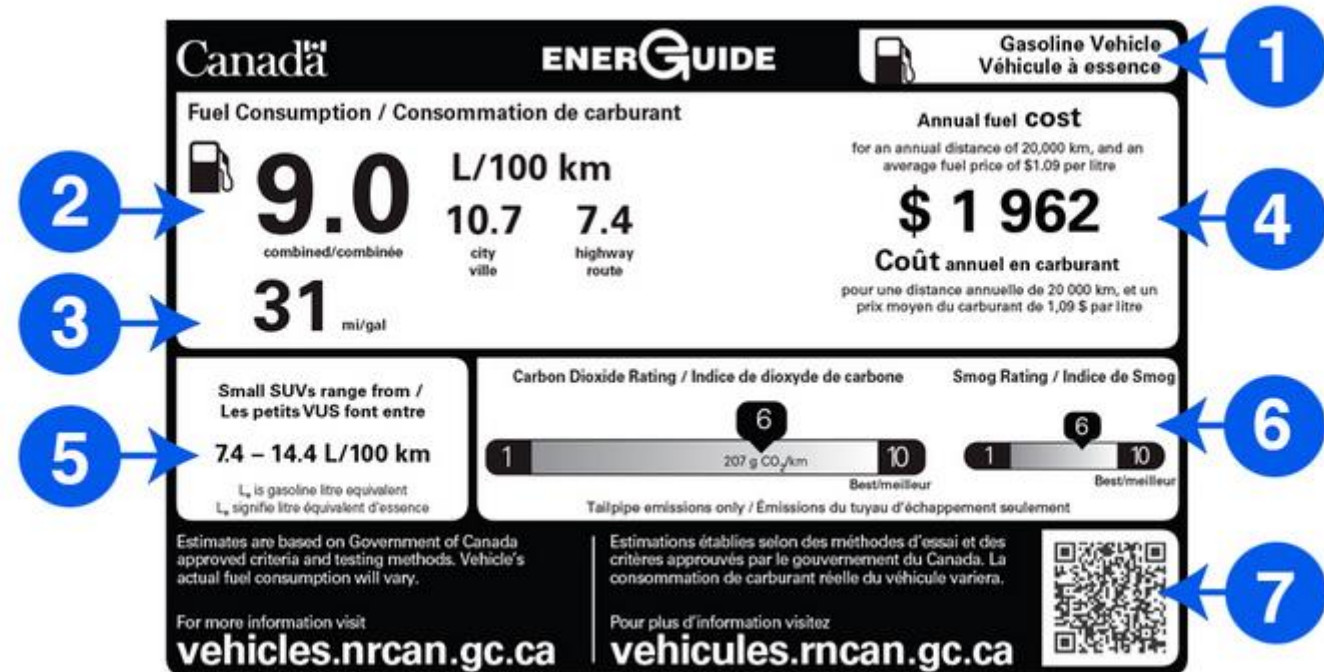 Canada
ENERGUIDE
Gasoline Vehicle
Véhicule à essence
1
Fuel Consumption / Consommation de carburant
2
9.0
combined/combinée
L/100 km
10.7
city
ville
7.4
highway
route
3
31 mi/gal
Annual fuel cost
for an annual distance of 20,000 km, and an
average fuel price of $1.09 per litre
$ 1 962
4
Coût annuel en carburant
pour une distance annuelle de 20 000 km, et un
prix moyen du carburant de 1,09 $ par litre
5
Small SUVs range from /
Les petits VUS font entre
7.4 – 14.4 L/100 km
Le is gasoline litre equivalent
Le signifie litre équivalent d'essence
Carbon Dioxide Rating / Indice de dioxyde de carbone
6
1
207 g CO2/km
10
Best/meilleur
Smog Rating / Indice de Smog
6
1
10
Best/meilleur
6
Tailpipe emissions only / Émissions du tuyau d'échappement seulement
Estimates are based on Government of Canada
approved criteria and testing methods. Vehicle's
actual fuel consumption will vary.
For more information visit
vehicles.nrcan.gc.ca
Estimations établies selon des méthodes d'essai et des
critères approuvés par le gouvernement du Canada. La
consommation de carburant réelle du véhicule variera.
Pour plus d'information visitez
vehicules.rncan.gc.ca
7